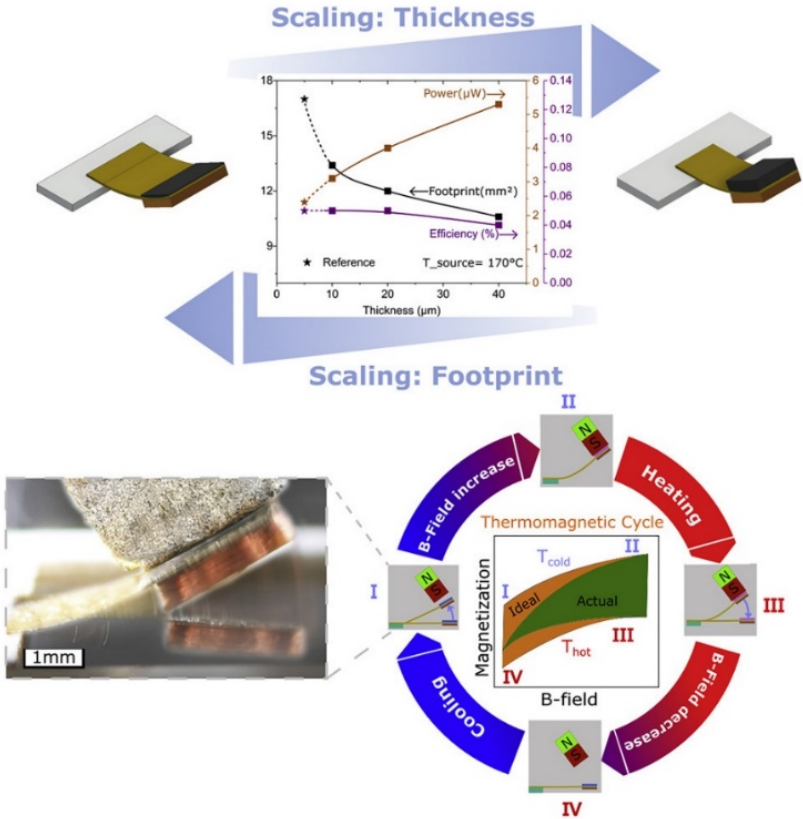 Scaling: Thickness
18
15
12
9
6
5
4
3
2
1
0
0.14
0.12
0.10
0.08
0.06
0.04
0.02
0.00
Power(µW)
Footprint(mm²)
Efficiency (%)
Reference
T_source= 170°C
0 10 20 30 40
Thickness (µm)
Scaling: Footprint
II
N
S
B-Field increase
Heating
Thermomagnetic Cycle
Magnetization
T_cold
I
II
Ideal
Actual
III
T_hot
IV
B-field
I
N
S
III
N
S
1mm
Cooling
B-Field decrease
N
S
IV